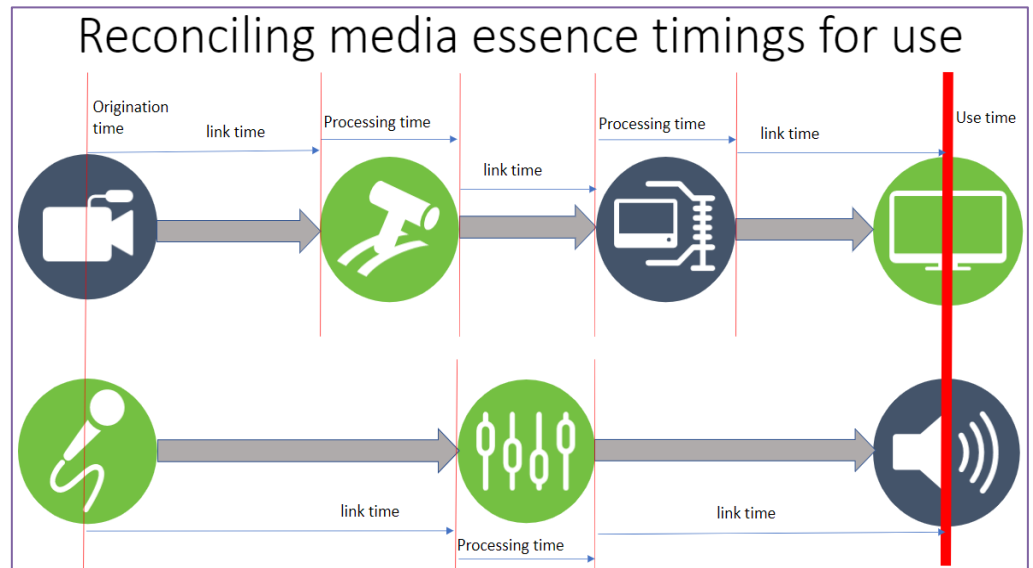 Reconciling media essence timings for use
Origination
time
link time
Processing time
link time
Processing time
link time
Use time
link time
Processing time
link time